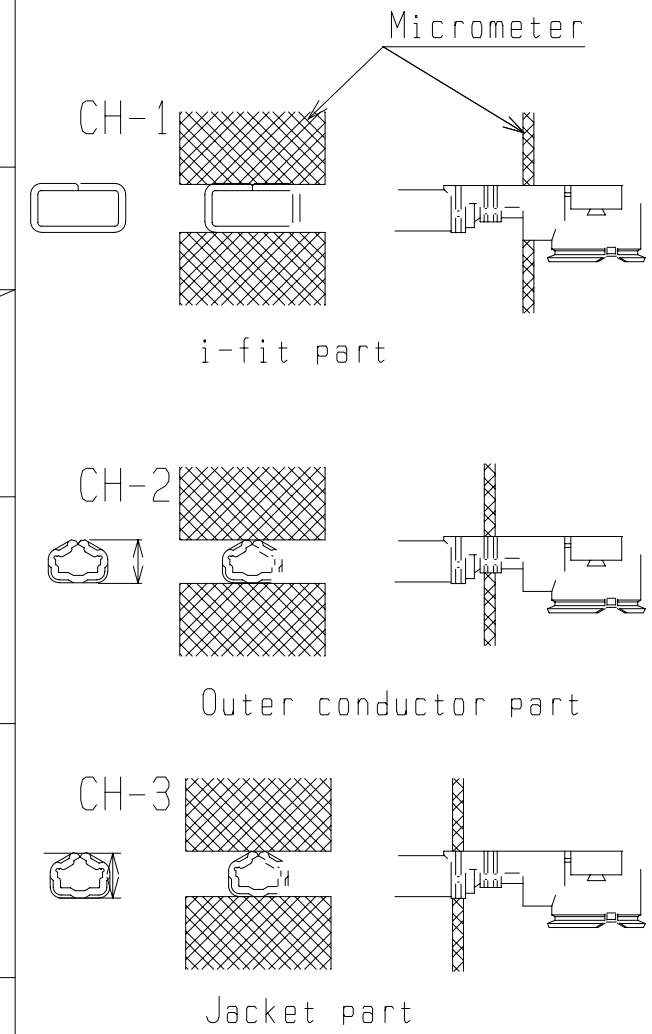 Micrometer
CH-1
i-fit part
CH-2
Outer conductor part
CH-3
Jacket part